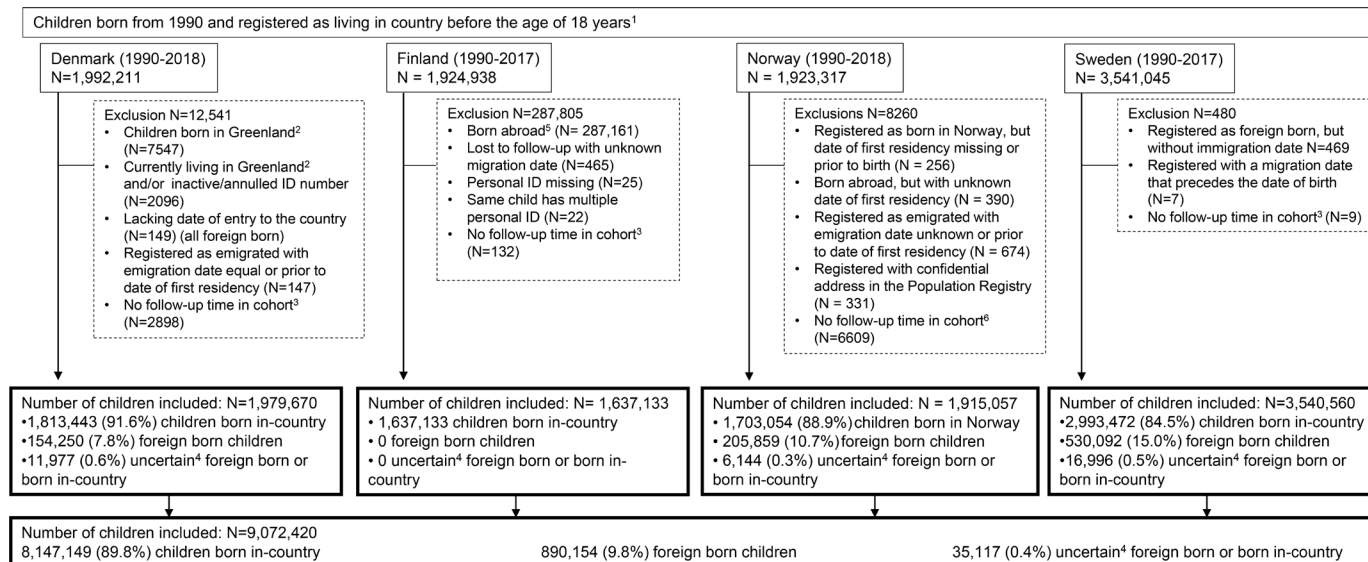 Children born from 1990 and registered as living in country before the age of 18 years¹
Denmark (1990-2018)
N=1,992,211
Exclusion N=12,541
• Children born in Greenland²
(N=7547)
• Currently living in Greenland²
and/or inactive/annulled ID number
(N=2096)
• Lacking date of entry to the country
(N=149) (all foreign born)
• Registered as emigrated with
emigration date equal or prior to
date of first residency (N=147)
• No follow-up time in cohort³
(N=2898)
Number of children included: N=1,979,670
•1,813,443 (91.6%) children born in-country
•154,250 (7.8%) foreign born children
•11,977 (0.6%) uncertain⁴ foreign born or
born in-country
Finland (1990-2017)
N = 1,924,938
Exclusion N=287,805
• Born abroad⁵ (N= 287,161)
• Lost to follow-up with unknown
migration date (N=465)
• Personal ID missing (N=25)
• Same child has multiple
personal ID (N=22)
• No follow-up time in cohort³
(N=132)
Number of children included: N= 1,637,133
• 1,637,133 children born in-country
• 0 foreign born children
• 0 uncertain⁴ foreign born or born in-
country
Norway (1990-2018)
N = 1,923,317
Exclusions N=8260
• Registered as born in Norway, but
date of first residency missing or
prior to birth (N = 256)
• Born abroad, but with unknown
date of first residency (N = 390)
• Registered as emigrated with
emigration date unknown or prior
to date of first residency (N = 674)
• Registered with confidential
address in the Population Registry
(N = 331)
• No follow-up time in cohort⁶
(N=6609)
Number of children included: N = 1,915,057
• 1,703,054 (88.9%) children born in Norway
• 205,859 (10.7%) foreign born children
• 6,144 (0.3%) uncertain⁴ foreign born or
born in-country
Sweden (1990-2017)
N= 3,541,045
Exclusion N=480
• Registered as foreign born, but
without immigration date N=469
• Registered with a migration date
that precedes the date of birth
(N=7)
• No follow-up time in cohort³ (N=9)
Number of children included: N=3,540,560
•2,993,472 (84.5%) children born in-country
•530,092 (15.0%) foreign born children
•16,996 (0.5%) uncertain⁴ foreign born or
born in-country
Number of children included: N=9,072,420
8,147,149 (89.8%) children born in-country 890,154 (9.8%) foreign born children 35,117 (0.4%) uncertain⁴ foreign born or born in-country